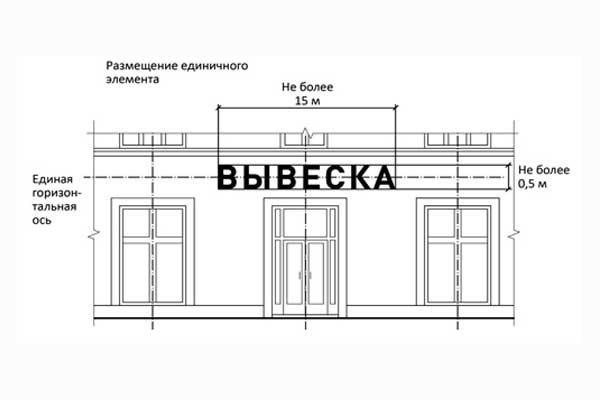 Размещение единичного
элемента
Не более
15 м
ВЫВЕСКА
Единая
горизон-
тальная
ось
Не более
0,5 м